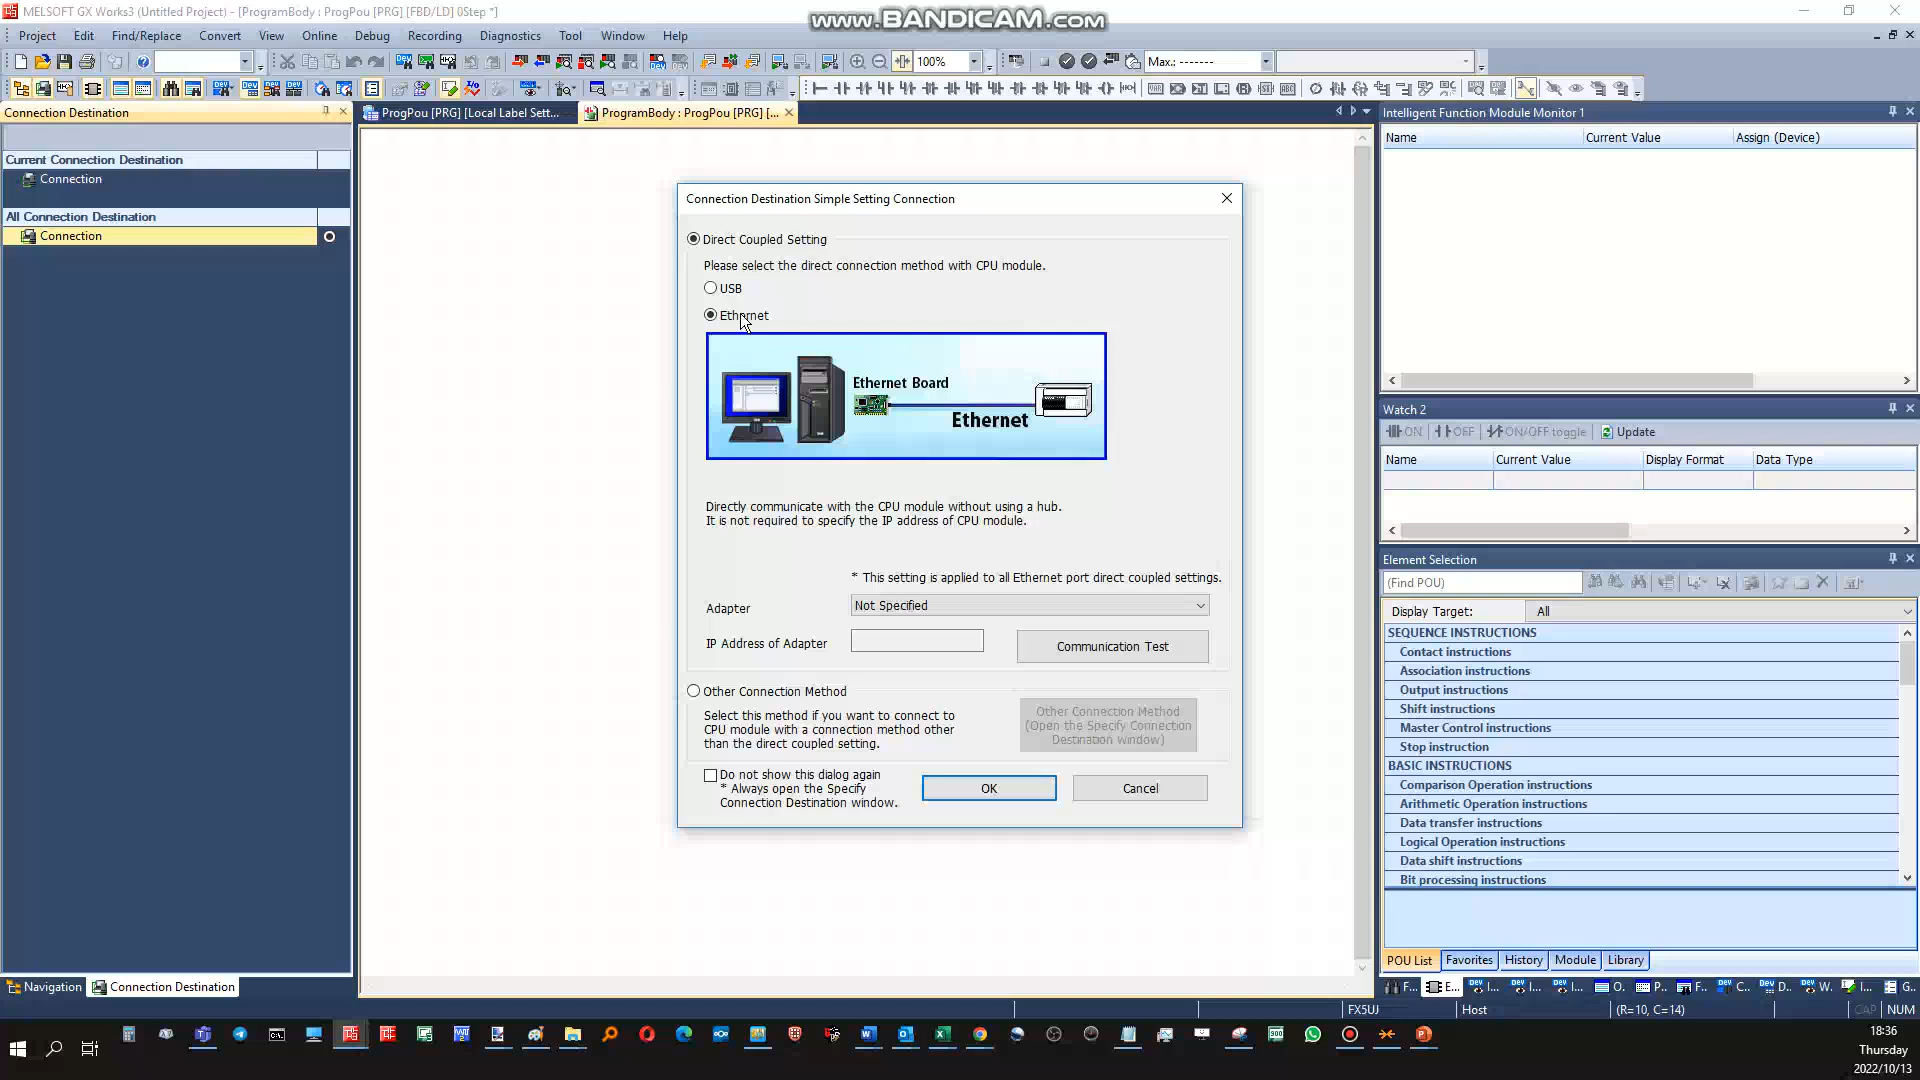 MELSOFT GX Works3 (Untitled Project) - [ProgramBody : ProgPou [PRG] [FBD/LD] 0Step *]
www.BANDICAM.com
Project Edit Find/Replace Convert View Online Debug Recording Diagnostics Tool Window Help
100%
Max.: -------
Connection Destination
ProgPou [PRG] [Local Label Sett...
ProgramBody : ProgPou [PRG] [...
Current Connection Destination
Connection
All Connection Destination
Connection
Connection Destination Simple Setting Connection
Direct Coupled Setting
Please select the direct connection method with CPU module.
USB
Ethernet
Ethernet Board
Ethernet
Directly communicate with the CPU module without using a hub.
It is not required to specify the IP address of CPU module.
* This setting is applied to all Ethernet port direct coupled settings.
Adapter
Not Specified
IP Address of Adapter
Communication Test
Other Connection Method
Select this method if you want to connect to
CPU module with a connection method other
than the direct coupled setting.
Other Connection Method
(Open the Specify Connection
Destination Window)
Do not show this dialog again
* Always open the Specify
Connection Destination window.
OK
Cancel
Intelligent Function Module Monitor 1
Name Current Value Assign (Device)
Watch 2
ON OFF ON/OFF toggle Update
Name Current Value Display Format Data Type
Element Selection
(Find POU)
Display Target: All
SEQUENCE INSTRUCTIONS
Contact instructions
Association instructions
Output instructions
Shift instructions
Master Control instructions
Stop instruction
BASIC INSTRUCTIONS
Comparison Operation instructions
Arithmetic Operation instructions
Data transfer instructions
Logical Operation instructions
Data shift instructions
Bit processing instructions
POU List Favorites History Module Library
Navigation Connection Destination
F... E... I... I... I... O. P.. F.. C.. D.. W. I... G..
FX5UJ Host (R=10, C=14) CAP NUM
18:36
Thursday
2022/10/13